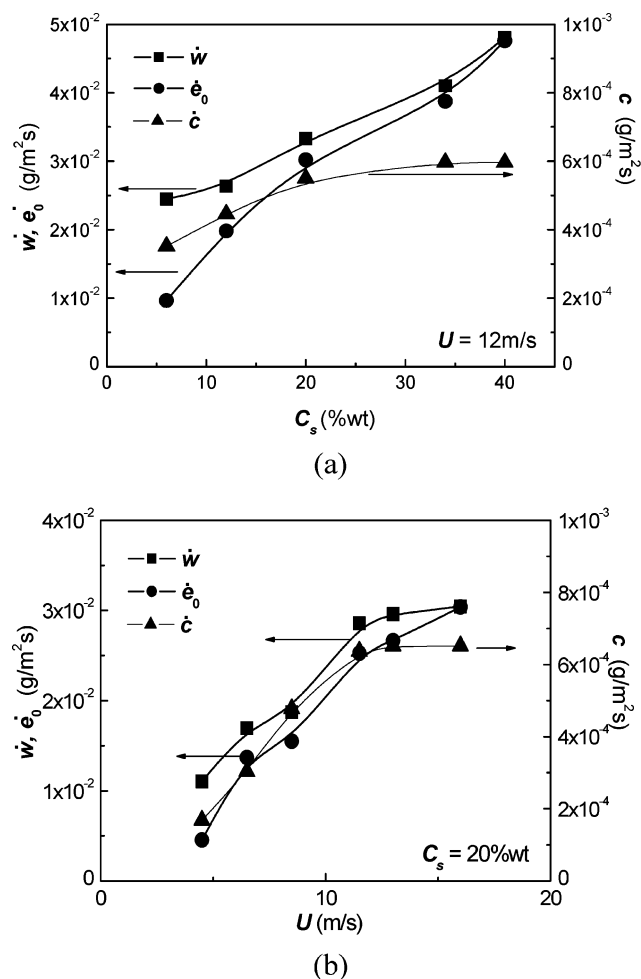 5x10⁻²
4x10⁻²
3x10⁻²
2x10⁻²
1x10⁻²
0
ẇ, ė₀ (g/m²s)
ẇ
ė₀
ċ
1x10⁻³
8x10⁻⁴
6x10⁻⁴
4x10⁻⁴
2x10⁻⁴
0
c (g/m²s)
U = 12m/s
0 10 20 30 40
Cₛ (%wt)
(a)
4x10⁻²
3x10⁻²
2x10⁻²
1x10⁻²
0
ẇ, ė₀ (g/m²s)
ẇ
ė₀
ċ
1x10⁻³
8x10⁻⁴
6x10⁻⁴
4x10⁻⁴
2x10⁻⁴
0
c (g/m²s)
Cₛ = 20%wt
0 10 20
U (m/s)
(b)